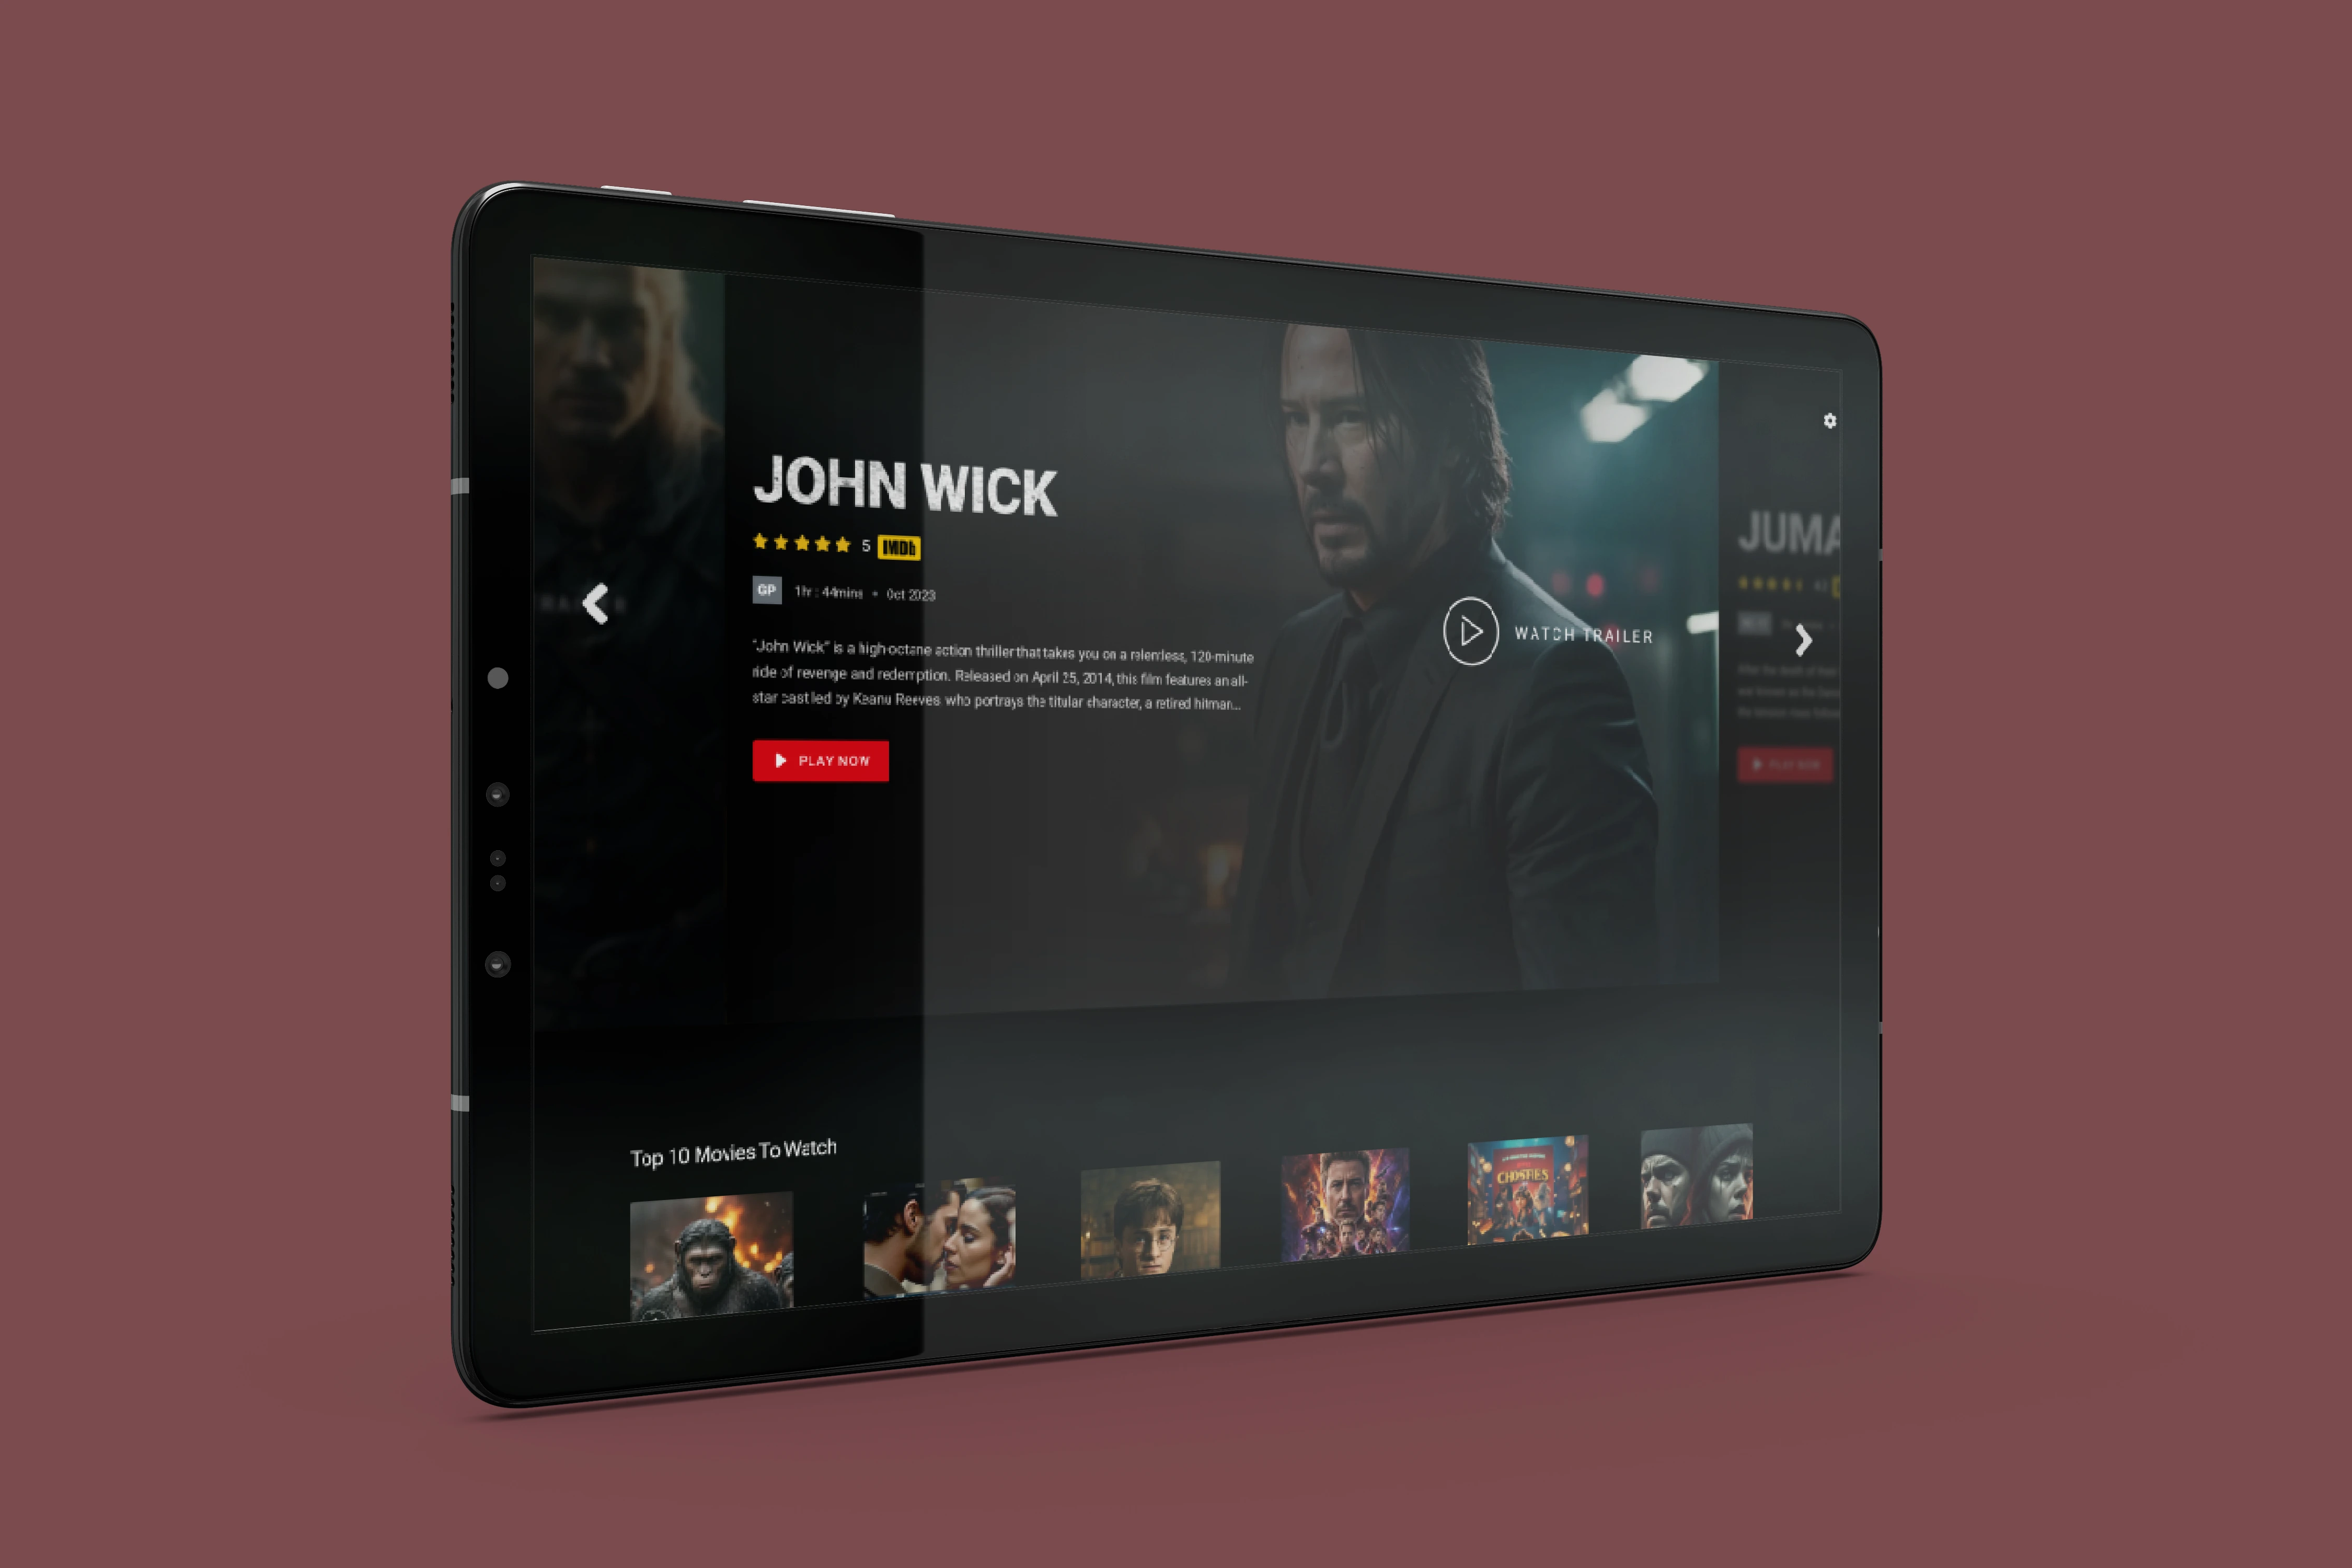 JOHN WICK
5 IMDb
GP 1hr : 44mins • Oct 2023
"John Wick" is a high-octane action thriller that takes you on a relentless, 120-minute
ride of revenge and redemption. Released on April 25, 2014, this film features an all-
star cast led by Keanu Reeves, who portrays the titular character, a retired hitman...
PLAY NOW
WATCH TRAILER
JUMA
PLAY NOW
Top 10 Movies To Watch
CHOSTIES